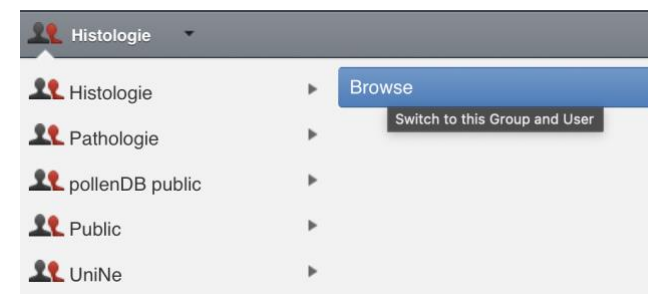 Histologie
Histologie
Browse
Switch to this Group and User
Pathologie
pollenDB public
Public
UniNe